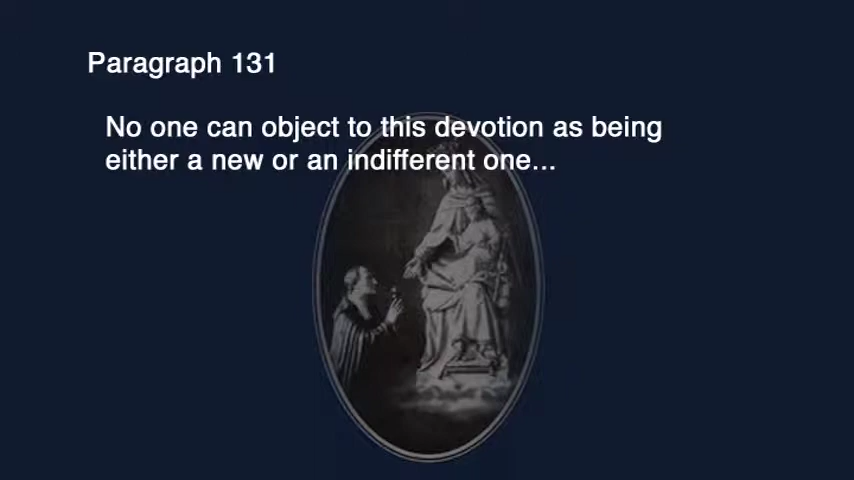 Paragraph 131
No one can object to this devotion as being
either a new or an indifferent one...